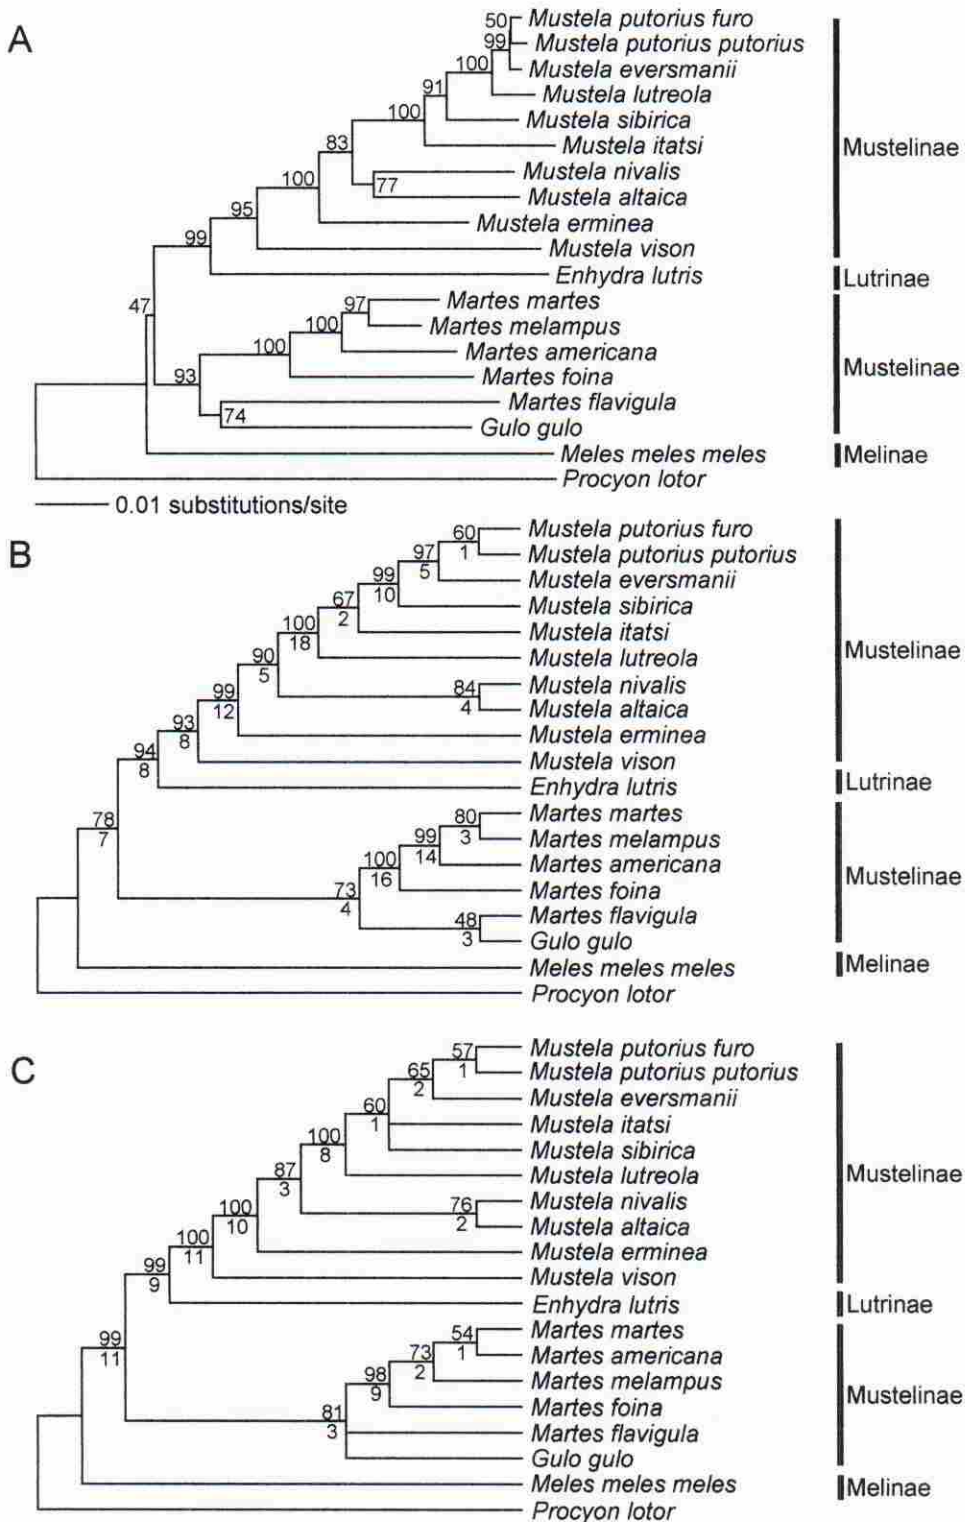 A
50 Mustela putorius furo
99 Mustela putorius putorius
100 Mustela eversmanii
91 Mustela lutreola
100 Mustela sibirica
Mustela itatsi
83 Mustela nivalis
77 Mustela altaica
100 Mustela erminea
95 Mustela vison
99 Enhydra lutris
47
97 Martes martes
100 Martes melampus
100 Martes americana
93 Martes foina
74 Martes flavigula
Gulo gulo
Meles meles meles
Procyon lotor
Mustelinae
Lutrinae
Mustelinae
Melinae
0.01 substitutions/site
B
60 1 Mustela putorius furo
Mustela putorius putorius
97 5 Mustela eversmanii
99 10 Mustela sibirica
67 2 Mustela itatsi
100 18 Mustela lutreola
90 5
84 4 Mustela nivalis
Mustela altaica
99 12 Mustela erminea
93 8 Mustela vison
94 8 Enhydra lutris
78 7
80 3 Martes martes
Martes melampus
99 14 Martes americana
100 16 Martes foina
73 4
48 3 Martes flavigula
Gulo gulo
Meles meles meles
Procyon lotor
Mustelinae
Lutrinae
Mustelinae
Melinae
C
57 1 Mustela putorius furo
Mustela putorius putorius
65 2 Mustela eversmanii
60 1 Mustela itatsi
Mustela sibirica
100 8 Mustela lutreola
87 3
76 2 Mustela nivalis
Mustela altaica
100 10 Mustela erminea
100 11 Mustela vison
99 9 Enhydra lutris
99 11
54 1 Martes martes
Martes americana
73 2 Martes melampus
98 9 Martes foina
81 3 Martes flavigula
Gulo gulo
Meles meles meles
Procyon lotor
Mustelinae
Lutrinae
Mustelinae
Melinae